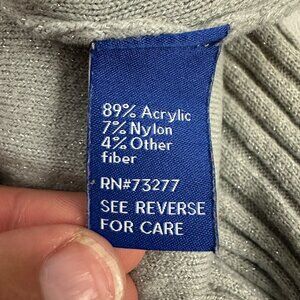 89% Acrylic
7% Nylon
4% Other
fiber
RN#73277
SEE REVERSE
FOR CARE